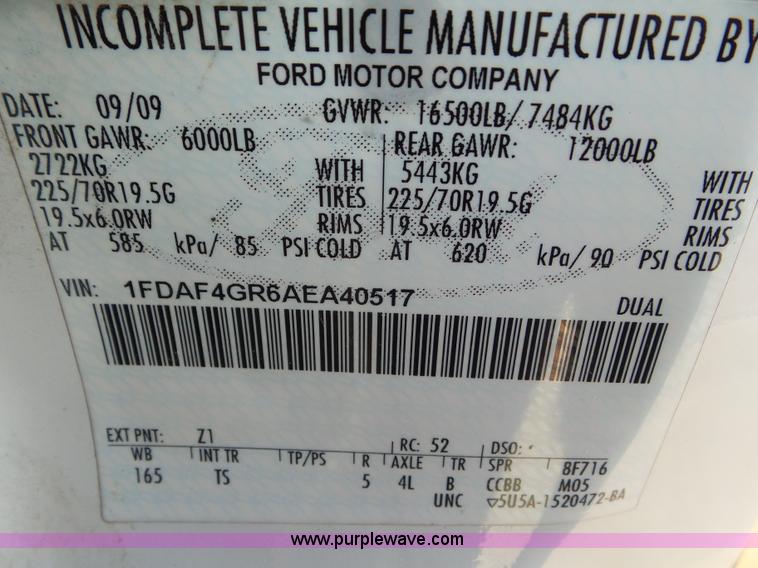 INCOMPLETE VEHICLE MANUFACTURED BY
FORD MOTOR COMPANY
DATE: 09/09 GVWR: 16500LB/ 7484KG
FRONT GAWR: 6000LB REAR GAWR: 12000LB
2722KG WITH 5443KG WITH
225/70R19.5G TIRES 225/70R19.5G TIRES
19.5x6.0RW RIMS 19.5x6.0RW RIMS
AT 585 kPa/ 85 PSI COLD AT 620 kPa/ 90 PSI COLD
VIN: 1FDAF4GR6AEA40517
DUAL
EXT PNT: Z1 RC: 52 DSO:
WB INT TR TP/PS R AXLE TR SPR 8F716
165 TS 5 4L B CCBB M05
UNC ▽5U5A-1520472-BA
www.purplewave.com